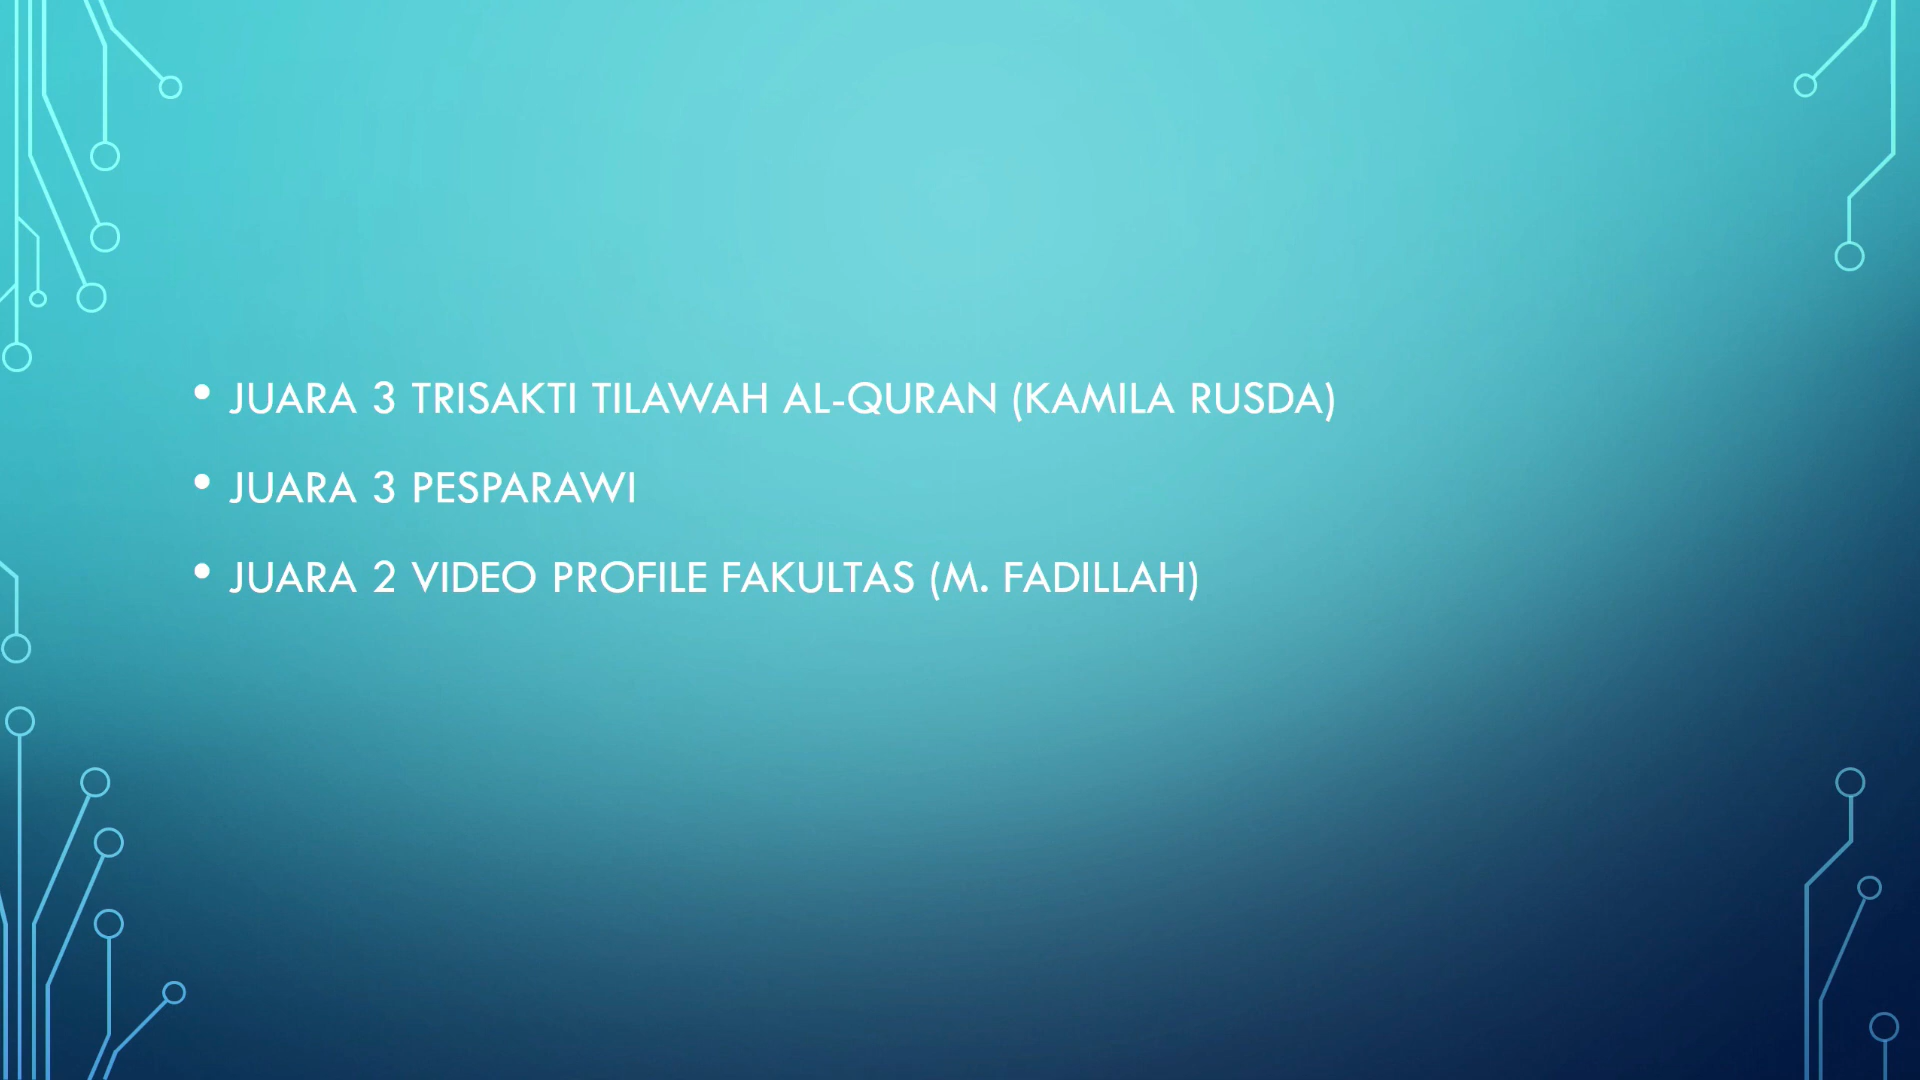 • JUARA 3 TRISAKTI TILAWAH AL-QURAN (KAMILA RUSDA)
• JUARA 3 PESPARAWI
• JUARA 2 VIDEO PROFILE FAKULTAS (M. FADILLAH)